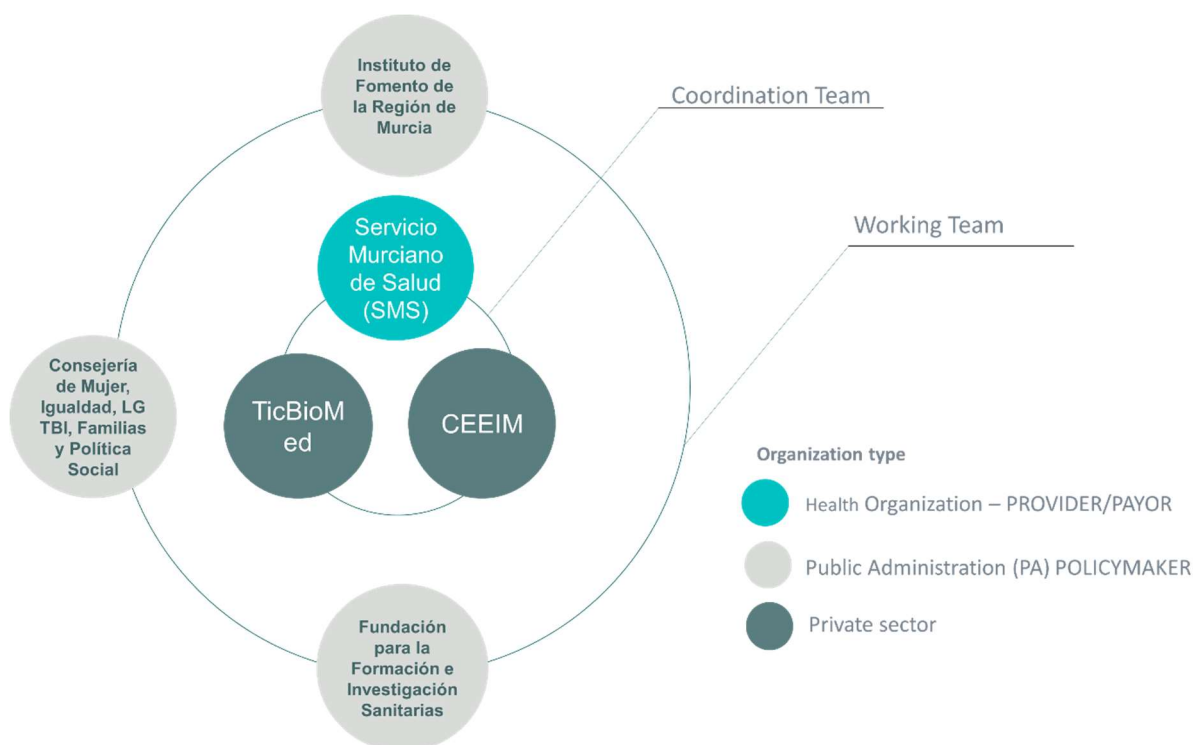 Instituto de
Fomento de
la Región de
Murcia
Coordination Team
Servicio
Murciano
de Salud
(SMS)
Working Team
Consejería
de Mujer,
Igualdad, LG
TBI, Familias
y Política
Social
TicBioM
ed
CEEIM
Organization type
Health Organization – PROVIDER/PAYOR
Public Administration (PA) POLICYMAKER
Private sector
Fundación
para la
Formación e
Investigación
Sanitarias